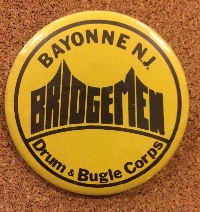 BAYONNE N.J.
BRIDGEMEN
Drum & Bugle Corps